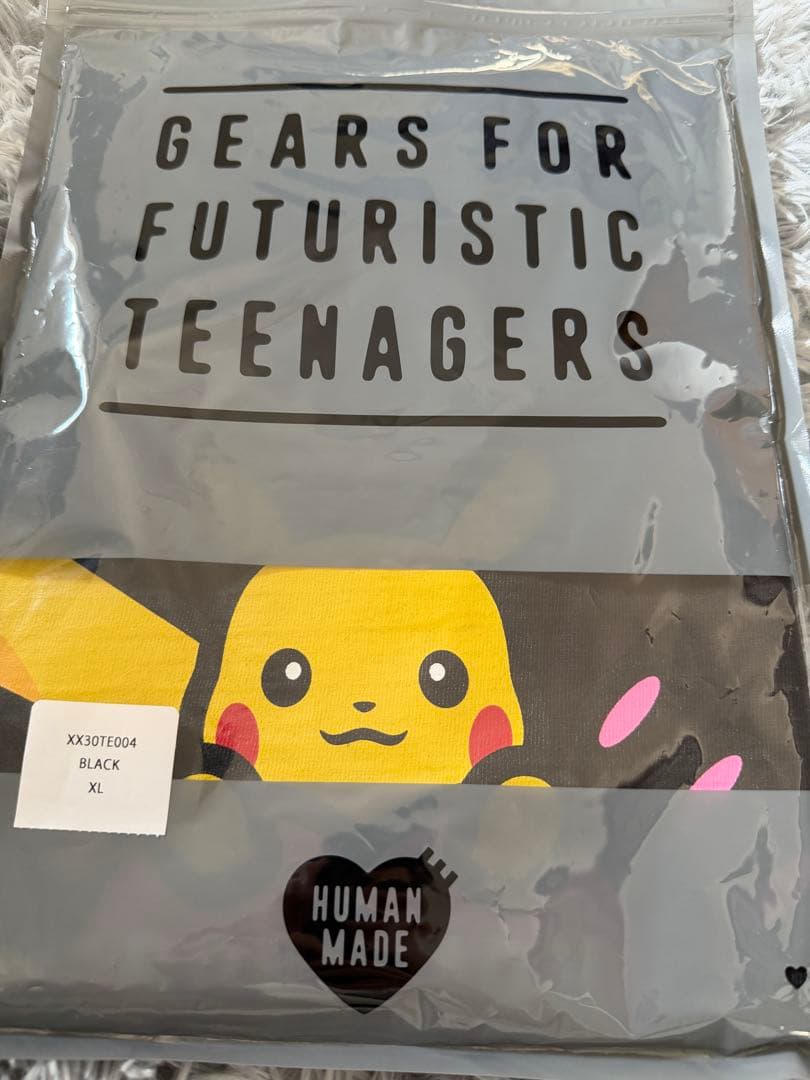 GEARS FOR
FUTURISTIC
TEENAGERS
XX30TE004
BLACK
XL
HUMAN
MADE